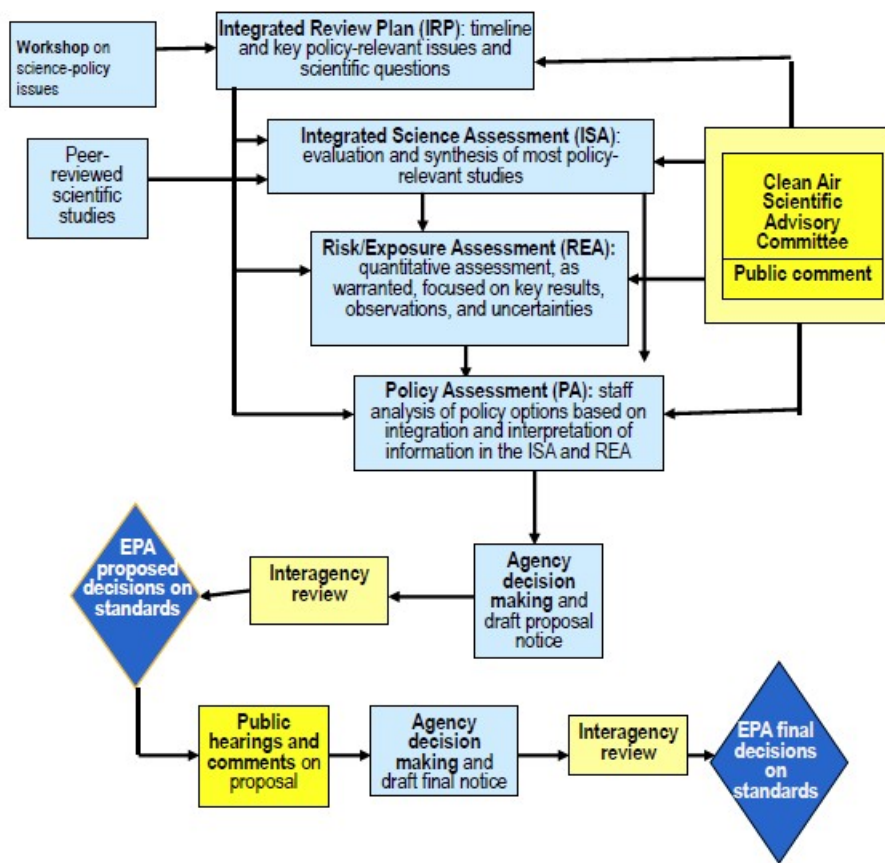 Integrated Review Plan (IRP): timeline
and key policy-relevant issues and
scientific questions
Workshop on
science-policy
issues
Integrated Science Assessment (ISA):
evaluation and synthesis of most policy-
relevant studies
Peer-
reviewed
scientific
studies
Clean Air
Scientific
Advisory
Committee
Public comment
Risk/Exposure Assessment (REA):
quantitative assessment, as
warranted, focused on key results,
observations, and uncertainties
Policy Assessment (PA): staff
analysis of policy options based on
integration and interpretation of
information in the ISA and REA
Agency
decision
making and
draft proposal
notice
Interagency
review
EPA
proposed
decisions on
standards
Public
hearings and
comments on
proposal
Agency
decision
making and
draft final notice
Interagency
review
EPA final
decisions
on
standards